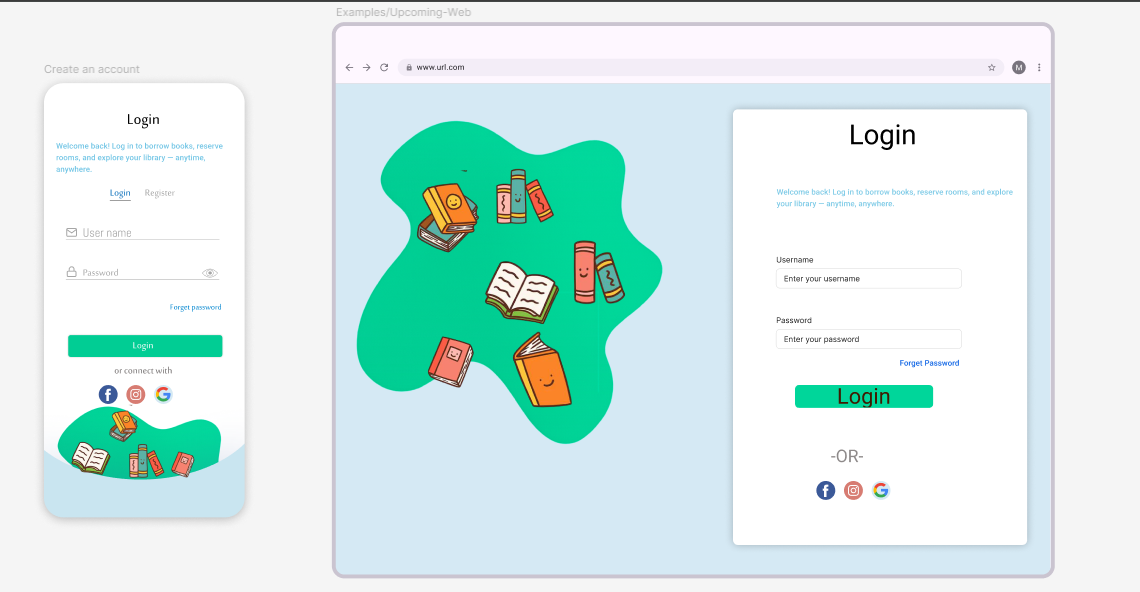 Examples/Upcoming-Web
Create an account
Login
Welcome back! Log in to borrow books, reserve
rooms, and explore your library — anytime,
anywhere.
Login Register
User name
Password
Forget password
Login
or connect with
www.url.com
M
Login
Welcome back! Log in to borrow books, reserve rooms, and explore
your library — anytime, anywhere.
Username
Enter your username
Password
Enter your password
Forget Password
Login
-OR-